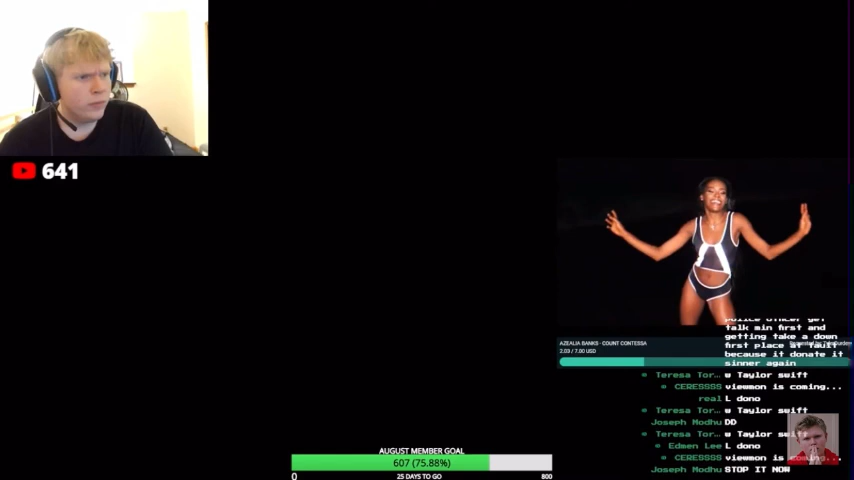 641
talk min first and
getting take a down
first place at fault
because it donate it
sinner again
AZEALIA BANKS - COUNT CONTESSA
2.03 / 7.00 USD
Teresa Tor… w Taylor swift
CERESSSS viewmon is coming...
real L dono
Teresa Tor… w Taylor swift
Joseph Modhu DD
Teresa Tor… w Taylor swift
Edmen Lee L dono
CERESSSS viewmon is
Joseph Modhu STOP IT NOW
AUGUST MEMBER GOAL
607 (75.88%)
0
25 DAYS TO GO
800